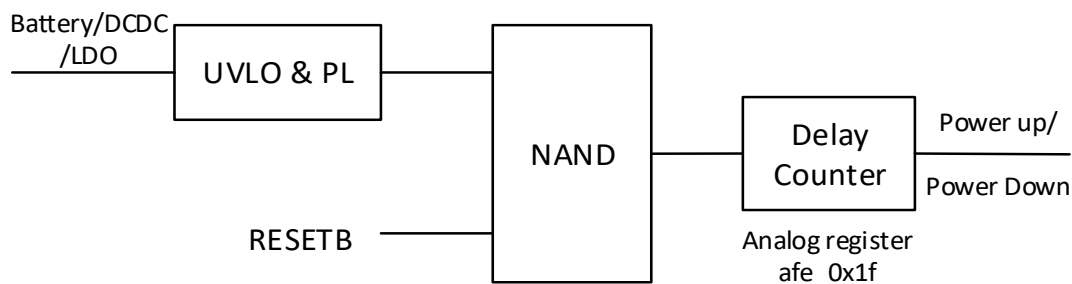 Battery/DCDC
/LDO
UVLO & PL
NAND
RESETB
Delay
Counter
Power up/
Power Down
Analog register
afe 0x1f